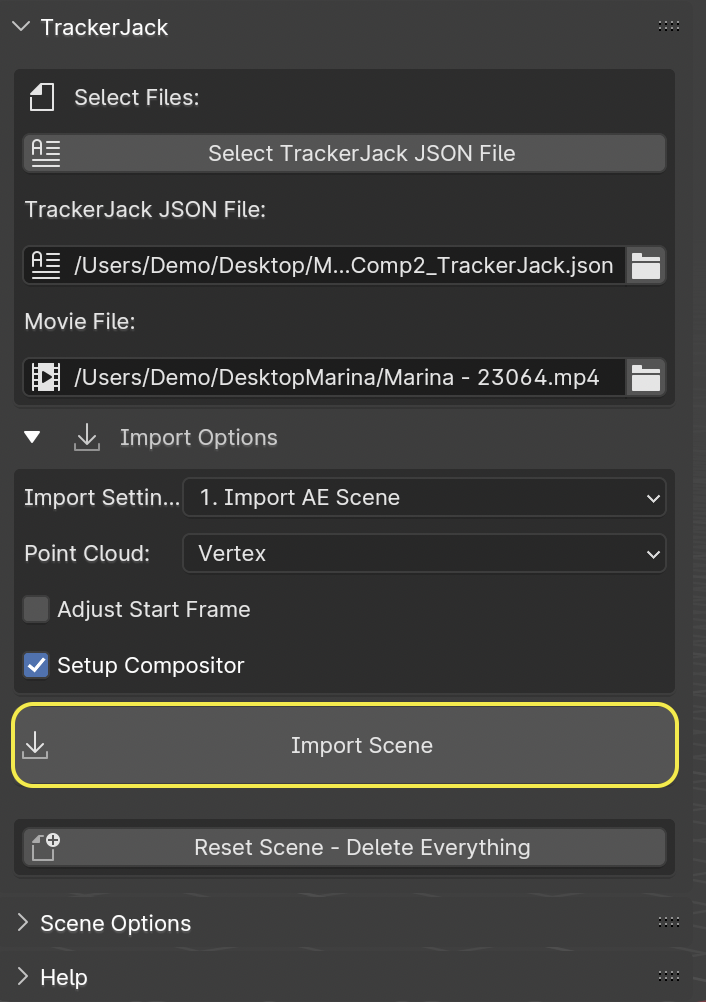 TrackerJack
Select Files:
Select TrackerJack JSON File
TrackerJack JSON File:
/Users/Demo/Desktop/M...Comp2_TrackerJack.json
Movie File:
/Users/Demo/DesktopMarina/Marina - 23064.mp4
Import Options
Import Settin... 1. Import AE Scene
Point Cloud: Vertex
Adjust Start Frame
Setup Compositor
Import Scene
Reset Scene - Delete Everything
Scene Options
Help